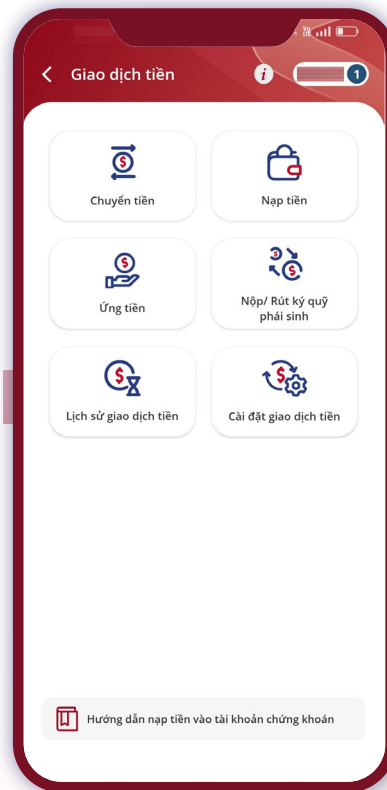 Giao dịch tiền
i
1
Chuyển tiền
Nạp tiền
Ứng tiền
Nộp/ Rút ký quỹ
phái sinh
Lịch sử giao dịch tiền
Cài đặt giao dịch tiền
Hướng dẫn nạp tiền vào tài khoản chứng khoán